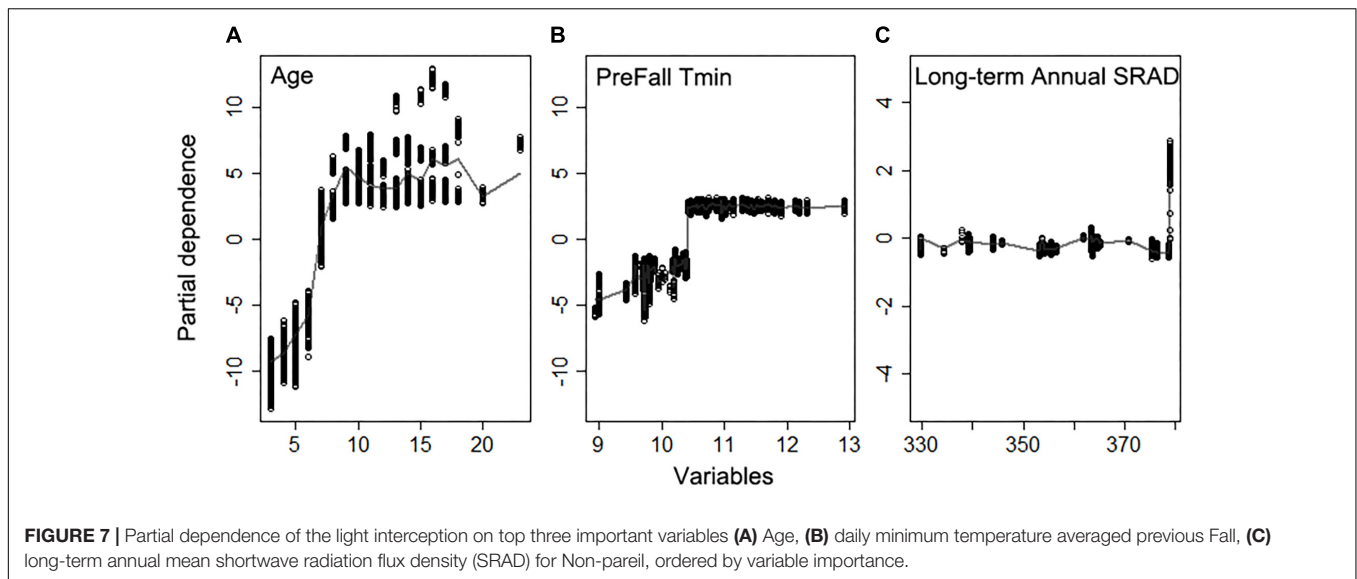 A
B
C
Age
PreFall Tmin
Long-term Annual SRAD
Partial dependence
10
5
0
-5
-10
10
5
0
-5
-10
4
2
0
-2
-4
5 10 15 20
9 10 11 12 13
330 350 370
Variables
FIGURE 7 | Partial dependence of the light interception on top three important variables (A) Age, (B) daily minimum temperature averaged previous Fall, (C)
long-term annual mean shortwave radiation flux density (SRAD) for Non-pareil, ordered by variable importance.